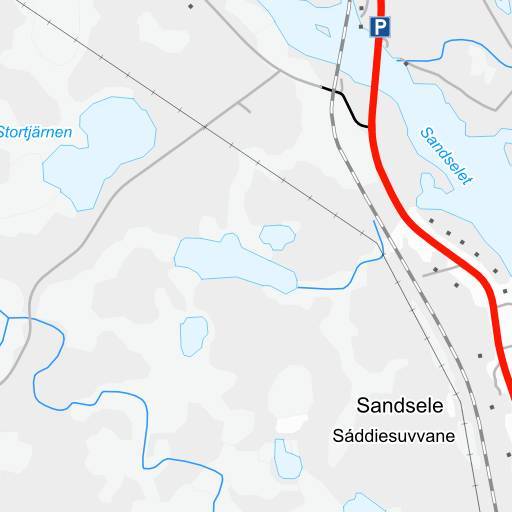 P
Stortjärnen
Sandselet
Sandsele
Sáddiesuvvane